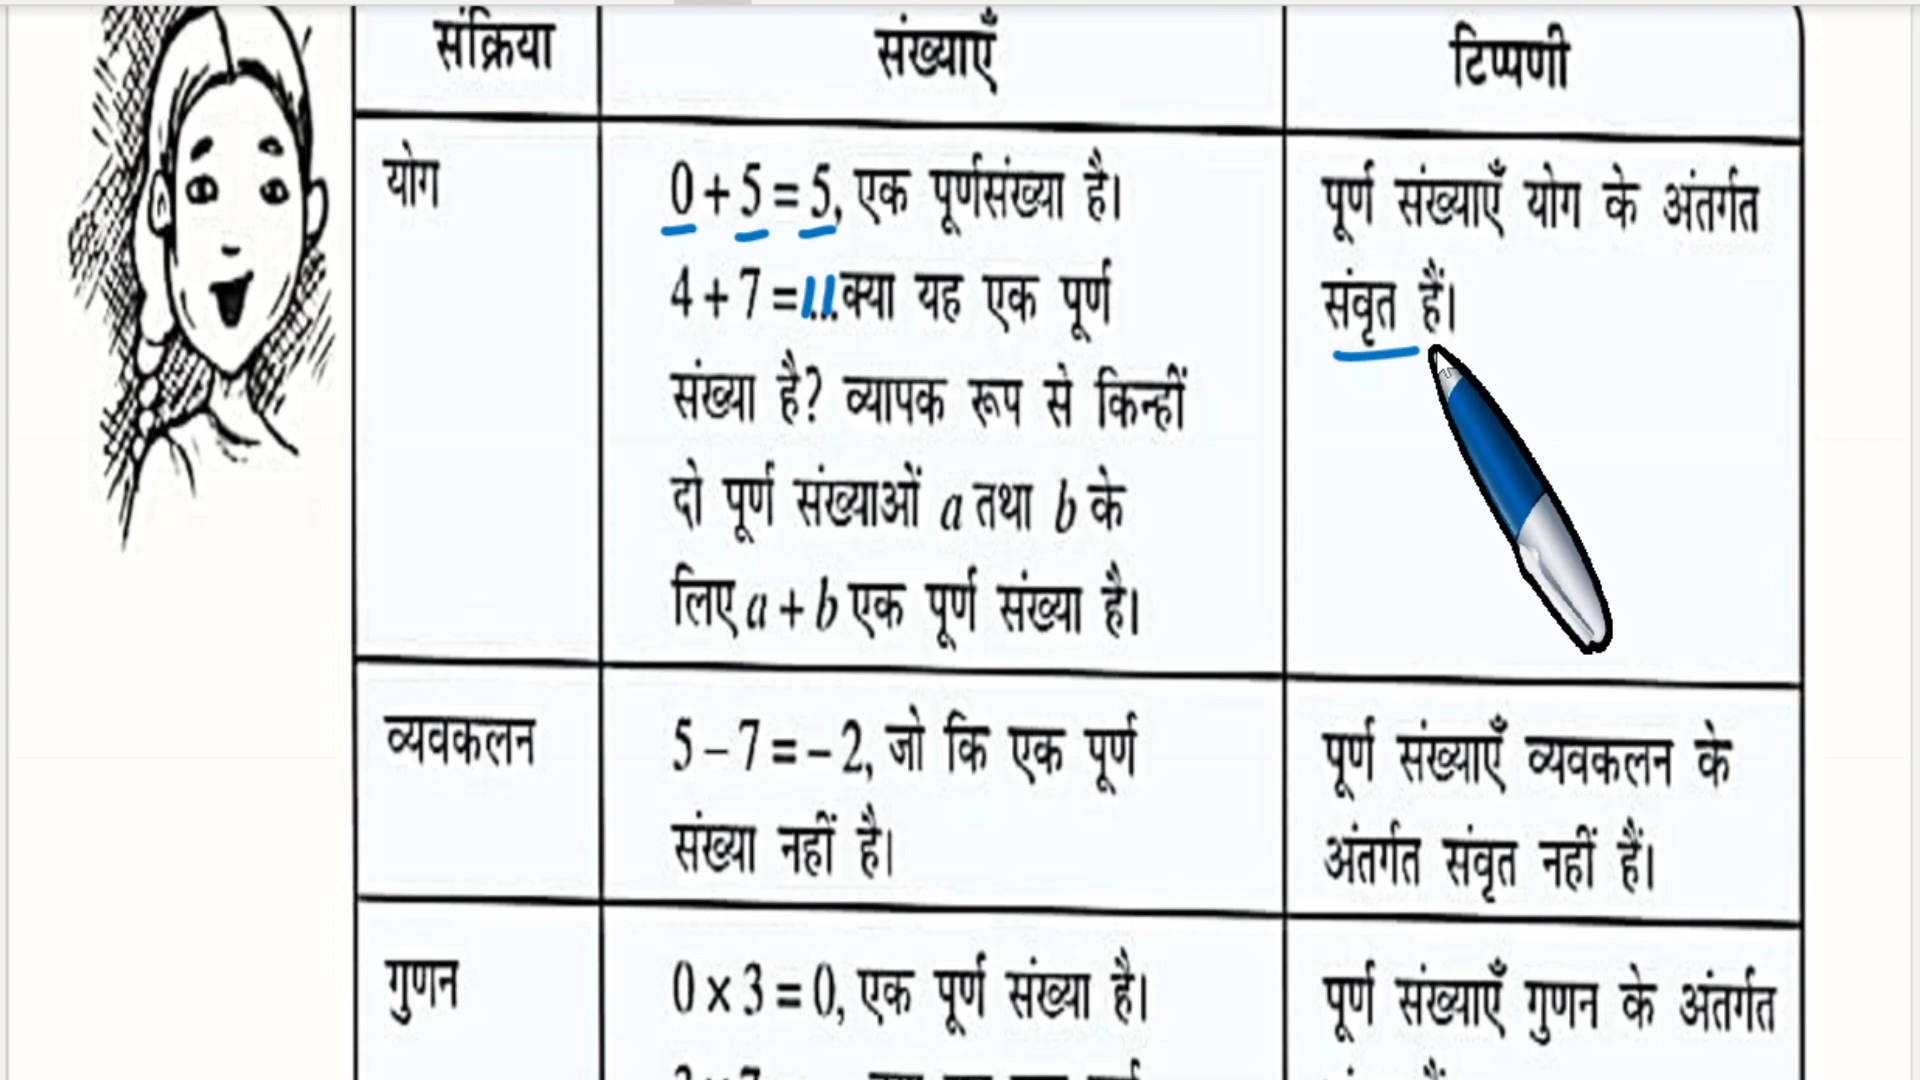 संक्रिया
संख्याएँ
टिप्पणी
योग
0 + 5 = 5, एक पूर्णसंख्या है।
4 + 7 = 11 क्या यह एक पूर्ण
संख्या है? व्यापक रूप से किन्हीं
दो पूर्ण संख्याओं a तथा b के
लिए a + b एक पूर्ण संख्या है।
पूर्ण संख्याएँ योग के अंतर्गत
संवृत हैं।
व्यवकलन
5 – 7 = – 2, जो कि एक पूर्ण
संख्या नहीं है।
पूर्ण संख्याएँ व्यवकलन के
अंतर्गत संवृत नहीं हैं।
गुणन
0 × 3 = 0, एक पूर्ण संख्या है।
पूर्ण संख्याएँ गुणन के अंतर्गत